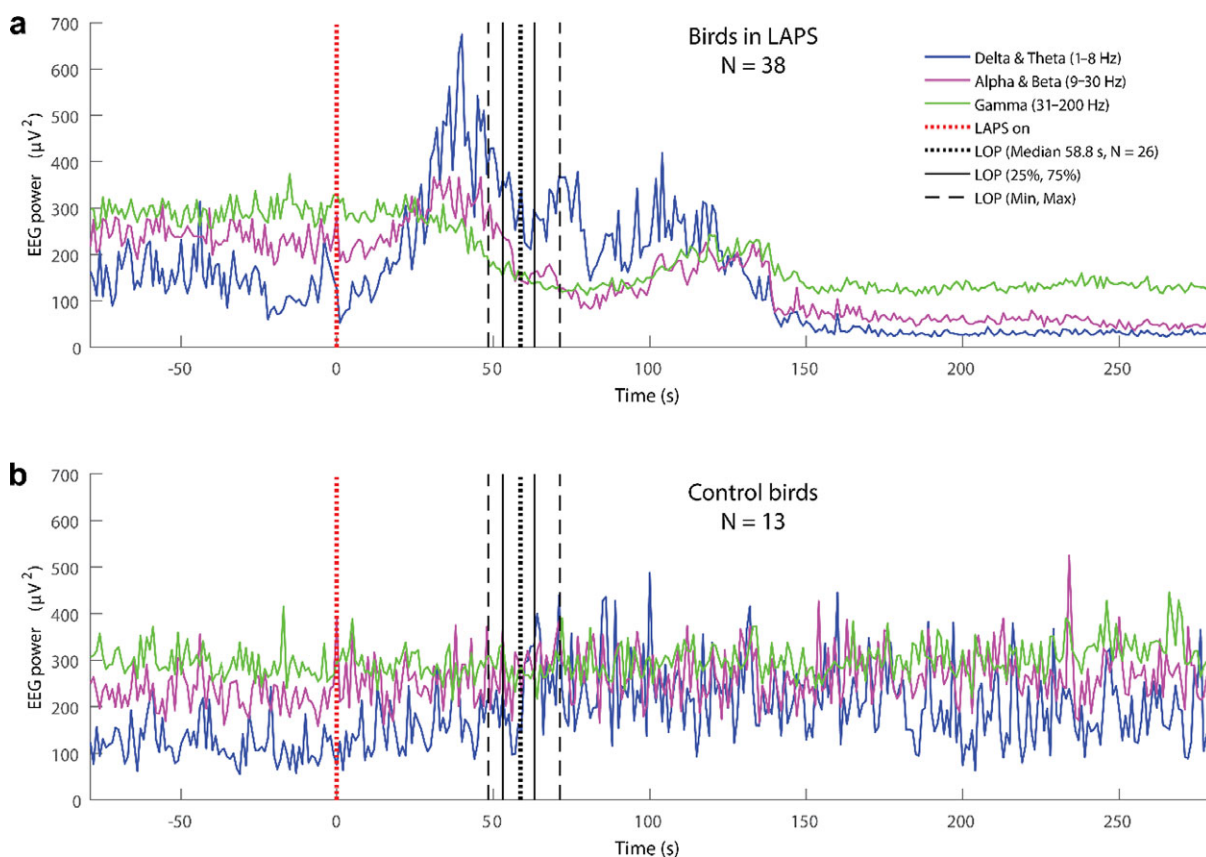 a
700
600
500
400
300
200
100
0
EEG power (μV²)
-50 0 50 100 150 200 250
Time (s)
Birds in LAPS
N = 38
Delta & Theta (1–8 Hz)
Alpha & Beta (9–30 Hz)
Gamma (31–200 Hz)
LAPS on
LOP (Median 58.8 s, N = 26)
LOP (25%, 75%)
LOP (Min, Max)
b
700
600
500
400
300
200
100
0
EEG power (μV²)
-50 0 50 100 150 200 250
Time (s)
Control birds
N = 13